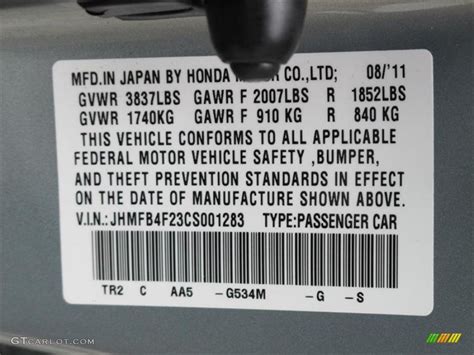 MFD.IN JAPAN BY HONDA M OR CO.,LTD; 08/'11
GVWR 3837LBS GAWR F 2007LBS R 1852LBS
GVWR 1740KG GAWR F 910 KG R 840 KG
THIS VEHICLE CONFORMS TO ALL APPLICABLE
FEDERAL MOTOR VEHICLE SAFETY ,BUMPER,
AND THEFT PREVENTION STANDARDS IN EFFECT
ON THE DATE OF MANUFACTURE SHOWN ABOVE.
V.I.N.: JHMFB4F23CS001283 TYPE:PASSENGER CAR
TR2 C AA5 -G534M -G -S
GTCARLOT.COM